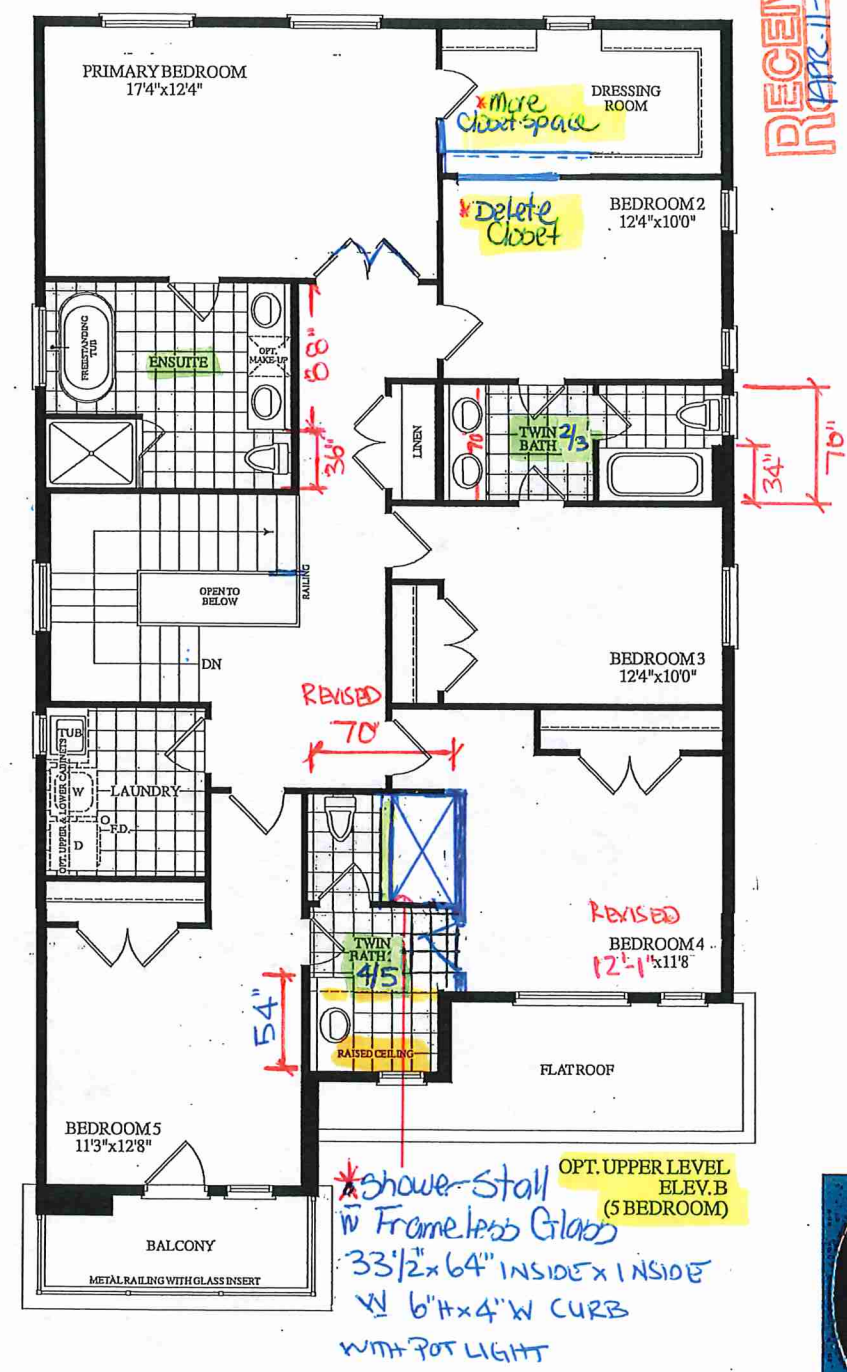 RECEIV
APR-11-
PRIMARY BEDROOM
17'4"x12'4"
DRESSING
ROOM
*More
Closet space
*Delete
Closet
BEDROOM 2
12'4"x10'0"
FREESTANDING
TUB
ENSUITE
OPT.
MAKE-UP
88"
36"
LINEN
70"
TWIN
BATH 2/3
34"
76"
OPEN TO
BELOW
RAILING
DN
BEDROOM 3
12'4"x10'0"
REVISED
70"
TUB
W
D
OPT. UPPER & LOWER CABINETS
LAUNDRY
O
F.D.
REVISED
BEDROOM 4
12'-1"x11'8
TWIN
BATH
4/5
54"
RAISED CEILING
FLAT ROOF
BEDROOM 5
11'3"x12'8"
BALCONY
METAL RAILING WITH GLASS INSERT
OPT. UPPER LEVEL
ELEV. B
(5 BEDROOM)
*Shower Stall
W Frameless Glass
33 1/2" x 64" INSIDE x INSIDE
W 6"H x 4"W CURB
WITH POT LIGHT